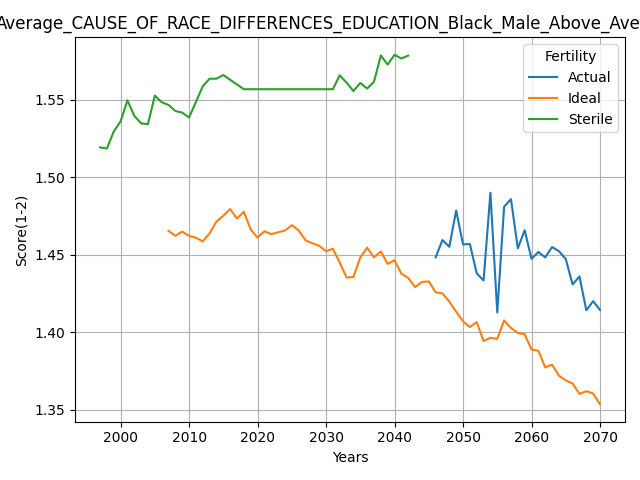 Average_CAUSE_OF_RACE_DIFFERENCES_EDUCATION_Black_Male_Above_Ave
Fertility
Actual
Ideal
Sterile
Score(1-2)
1.55
1.50
1.45
1.40
1.35
2000 2010 2020 2030 2040 2050 2060 2070
Years